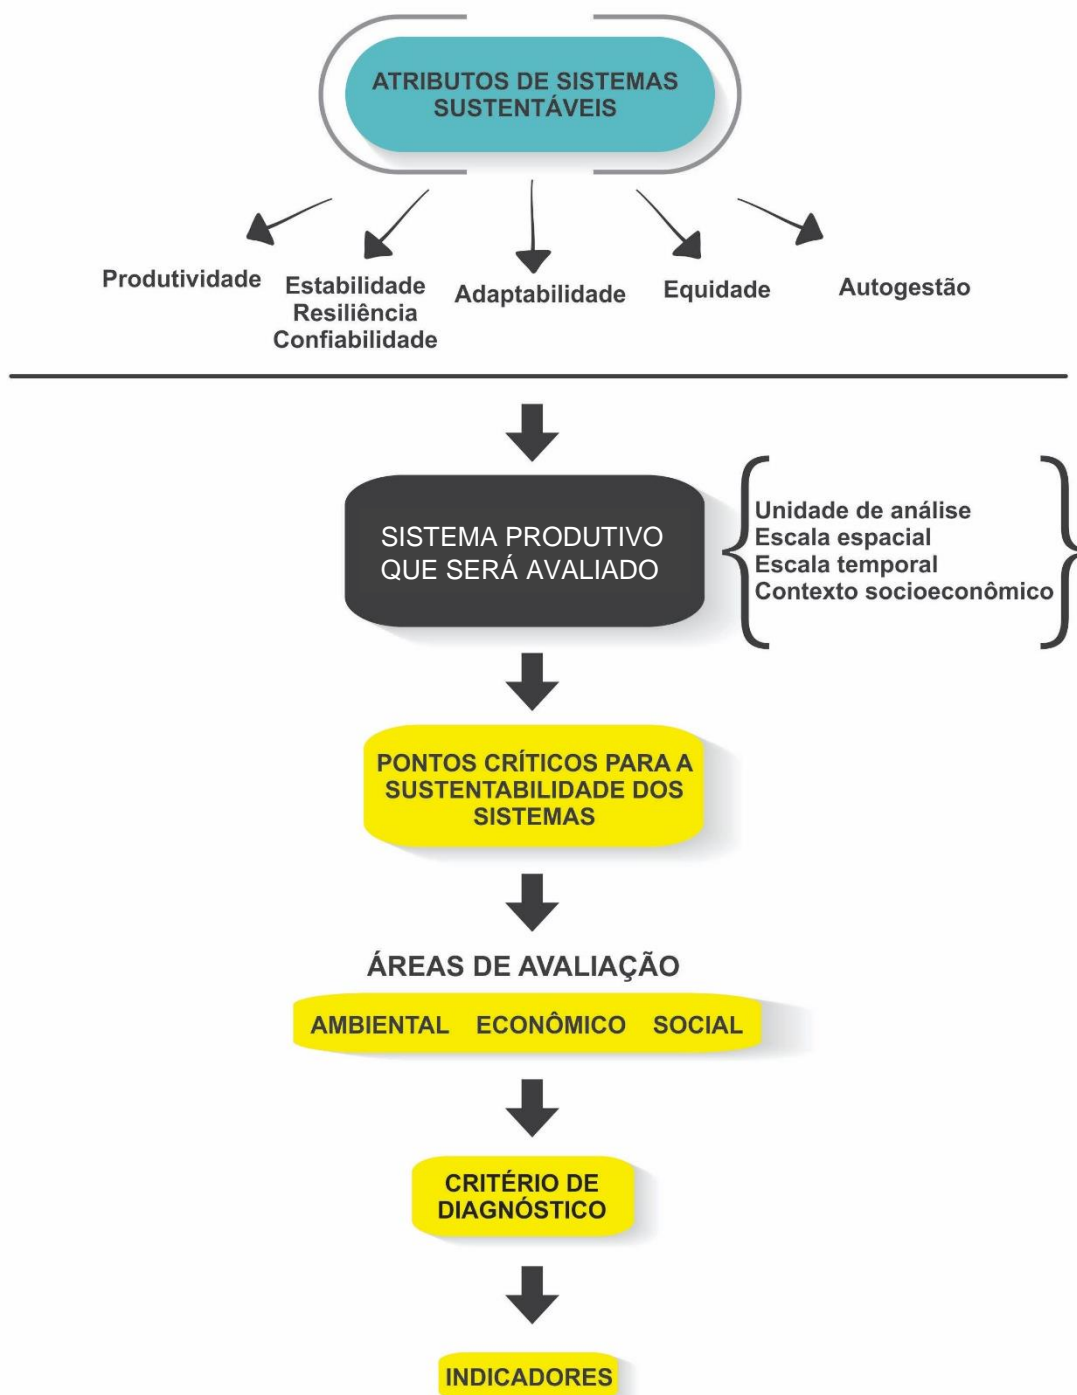 ATRIBUTOS DE SISTEMAS
SUSTENTÁVEIS
Produtividade
Estabilidade
Resiliência
Confiabilidade
Adaptabilidade
Equidade
Autogestão
SISTEMA PRODUTIVO
QUE SERÁ AVALIADO
Unidade de análise
Escala espacial
Escala temporal
Contexto socioeconômico
PONTOS CRÍTICOS PARA A
SUSTENTABILIDADE DOS
SISTEMAS
ÁREAS DE AVALIAÇÃO
AMBIENTAL ECONÔMICO SOCIAL
CRITÉRIO DE
DIAGNÓSTICO
INDICADORES